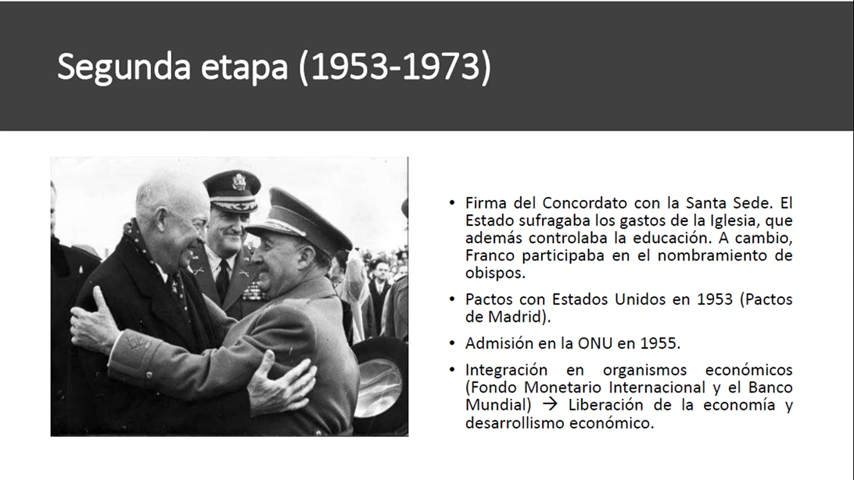 Segunda etapa (1953-1973)
• Firma del Concordato con la Santa Sede. El
Estado sufragaba los gastos de la Iglesia, que
además controlaba la educación. A cambio,
Franco participaba en el nombramiento de
obispos.
• Pactos con Estados Unidos en 1953 (Pactos
de Madrid).
• Admisión en la ONU en 1955.
• Integración en organismos económicos
(Fondo Monetario Internacional y el Banco
Mundial) → Liberación de la economía y
desarrollismo económico.